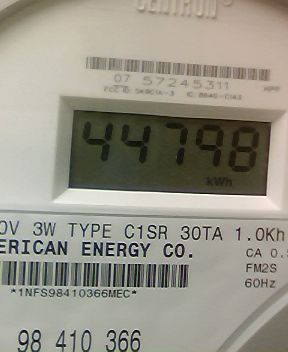 CENTRON
07 57245311
44798
kWh
0V 3W TYPE C1SR 30TA 1.0Kh
ERICAN ENERGY CO.
CA 0.
FM2S
*1NFS98410366MEC*
60Hz
98 410 366